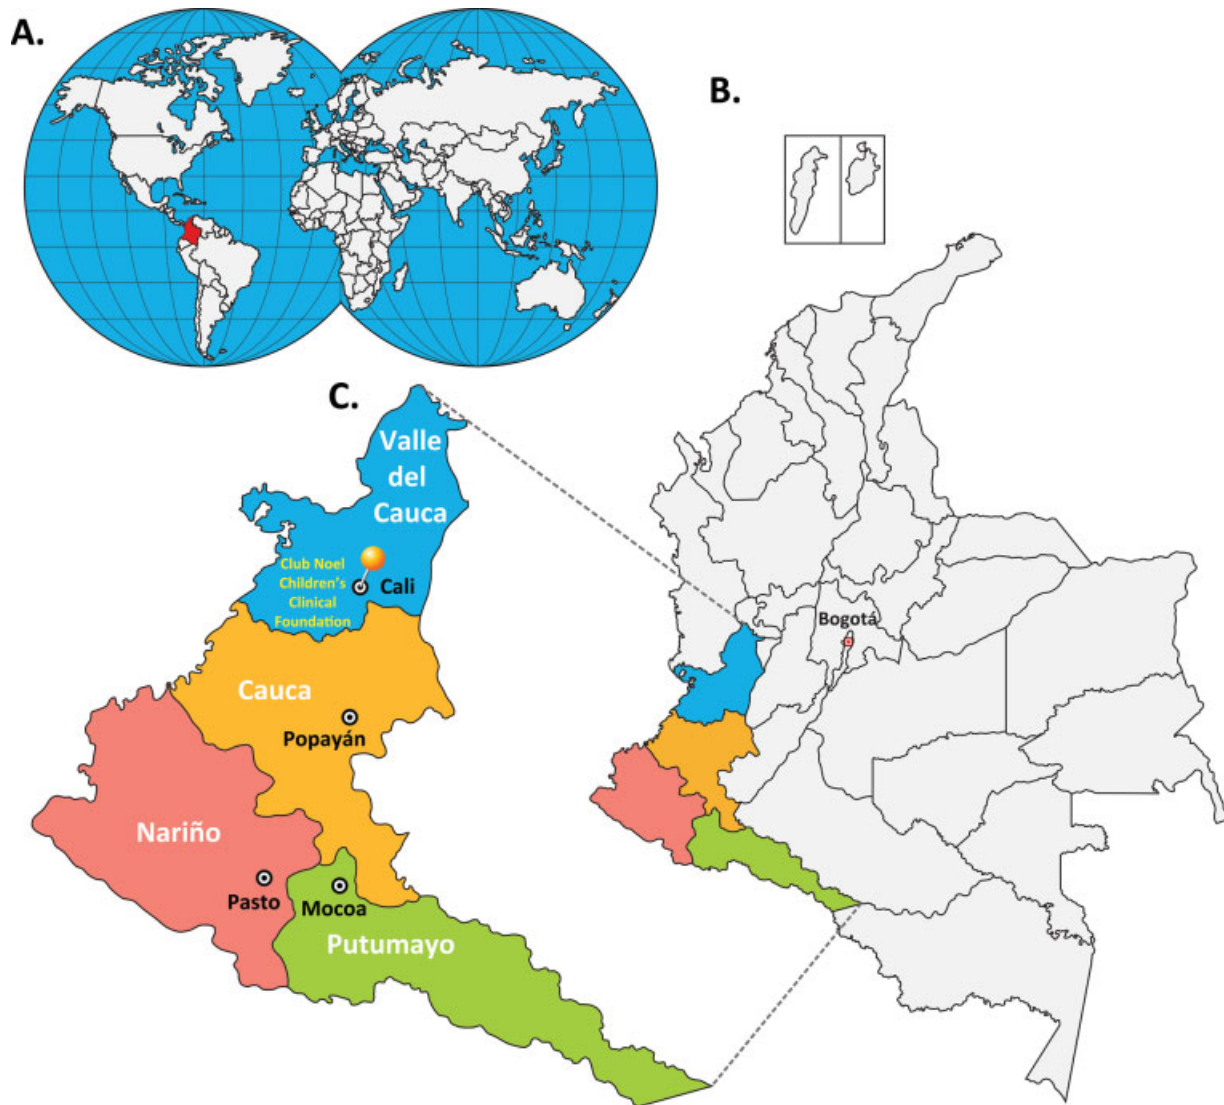 A.
B.
Bogotá
C.
Valle
del
Cauca
Club Noel
Children's
Clinical
Foundation
Cali
Cauca
Popayán
Nariño
Pasto
Mocoa
Putumayo